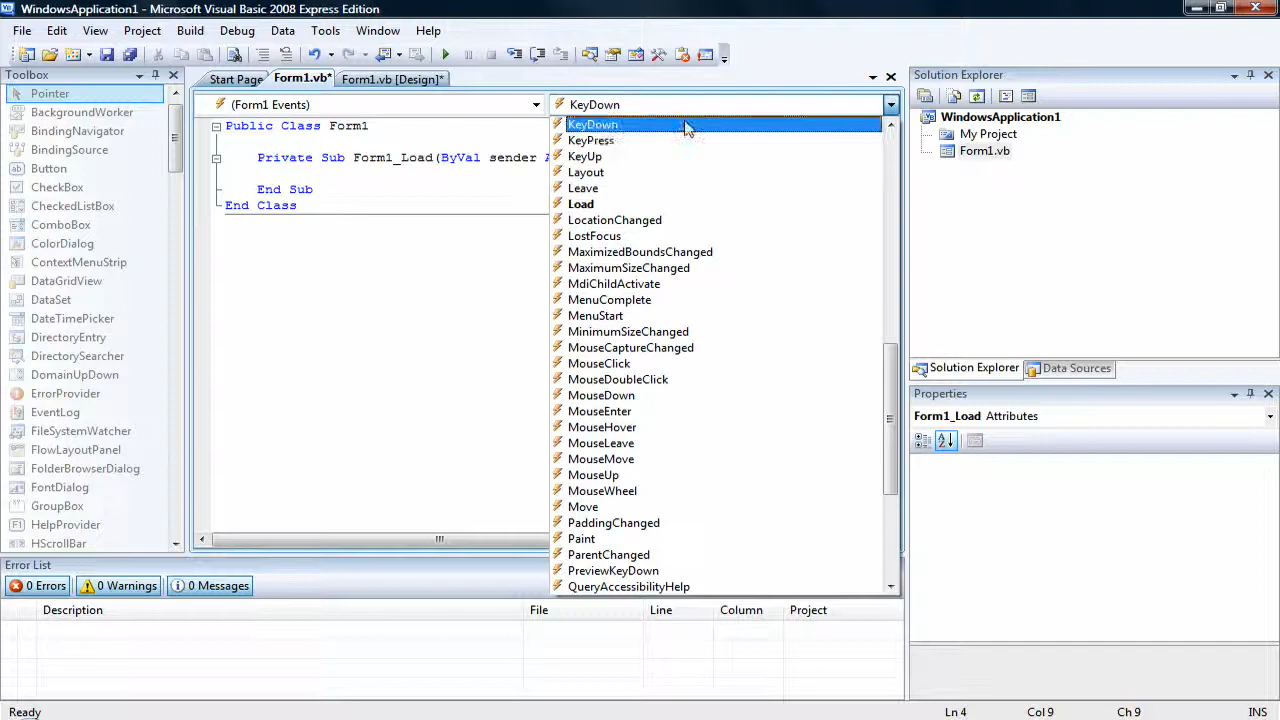 WindowsApplication1 - Microsoft Visual Basic 2008 Express Edition
File Edit View Project Build Debug Data Tools Window Help
Toolbox
Pointer
BackgroundWorker
BindingNavigator
BindingSource
Button
CheckBox
CheckedListBox
ComboBox
ColorDialog
ContextMenuStrip
DataGridView
DataSet
DateTimePicker
DirectoryEntry
DirectorySearcher
DomainUpDown
ErrorProvider
EventLog
FileSystemWatcher
FlowLayoutPanel
FolderBrowserDialog
FontDialog
GroupBox
HelpProvider
HScrollBar
Start Page Form1.vb* Form1.vb [Design]*
(Form1 Events) KeyDown
Public Class Form1
Private Sub Form1_Load(ByVal sender
End Sub
End Class
KeyDown
KeyPress
KeyUp
Layout
Leave
Load
LocationChanged
LostFocus
MaximizedBoundsChanged
MaximumSizeChanged
MdiChildActivate
MenuComplete
MenuStart
MinimumSizeChanged
MouseCaptureChanged
MouseClick
MouseDoubleClick
MouseDown
MouseEnter
MouseHover
MouseLeave
MouseMove
MouseUp
MouseWheel
Move
PaddingChanged
Paint
ParentChanged
PreviewKeyDown
QueryAccessibilityHelp
Solution Explorer
WindowsApplication1
My Project
Form1.vb
Solution Explorer Data Sources
Properties
Form1_Load Attributes
Error List
0 Errors 0 Warnings 0 Messages
Description File Line Column Project
Ready Ln 4 Col 9 Ch 9 INS